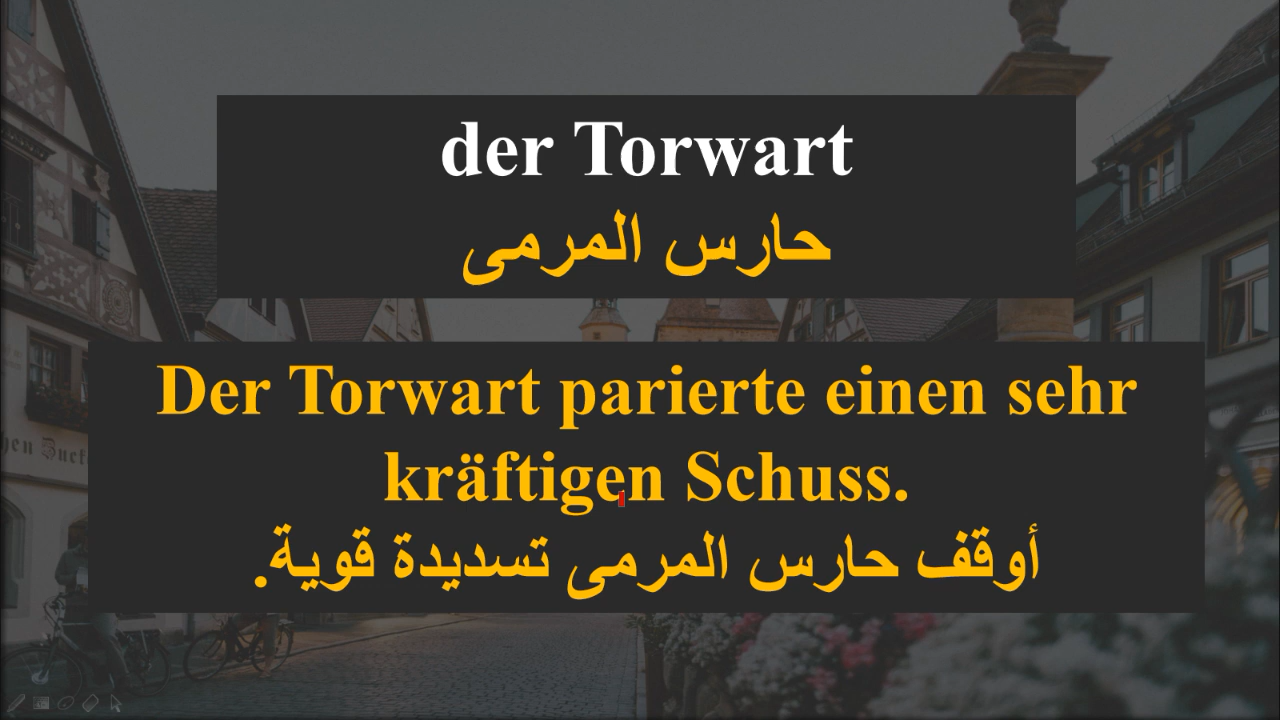 der Torwart
حارس المرمى
Der Torwart parierte einen sehr
kräftigen Schuss.
أوقف حارس المرمى تسديدة قوية.